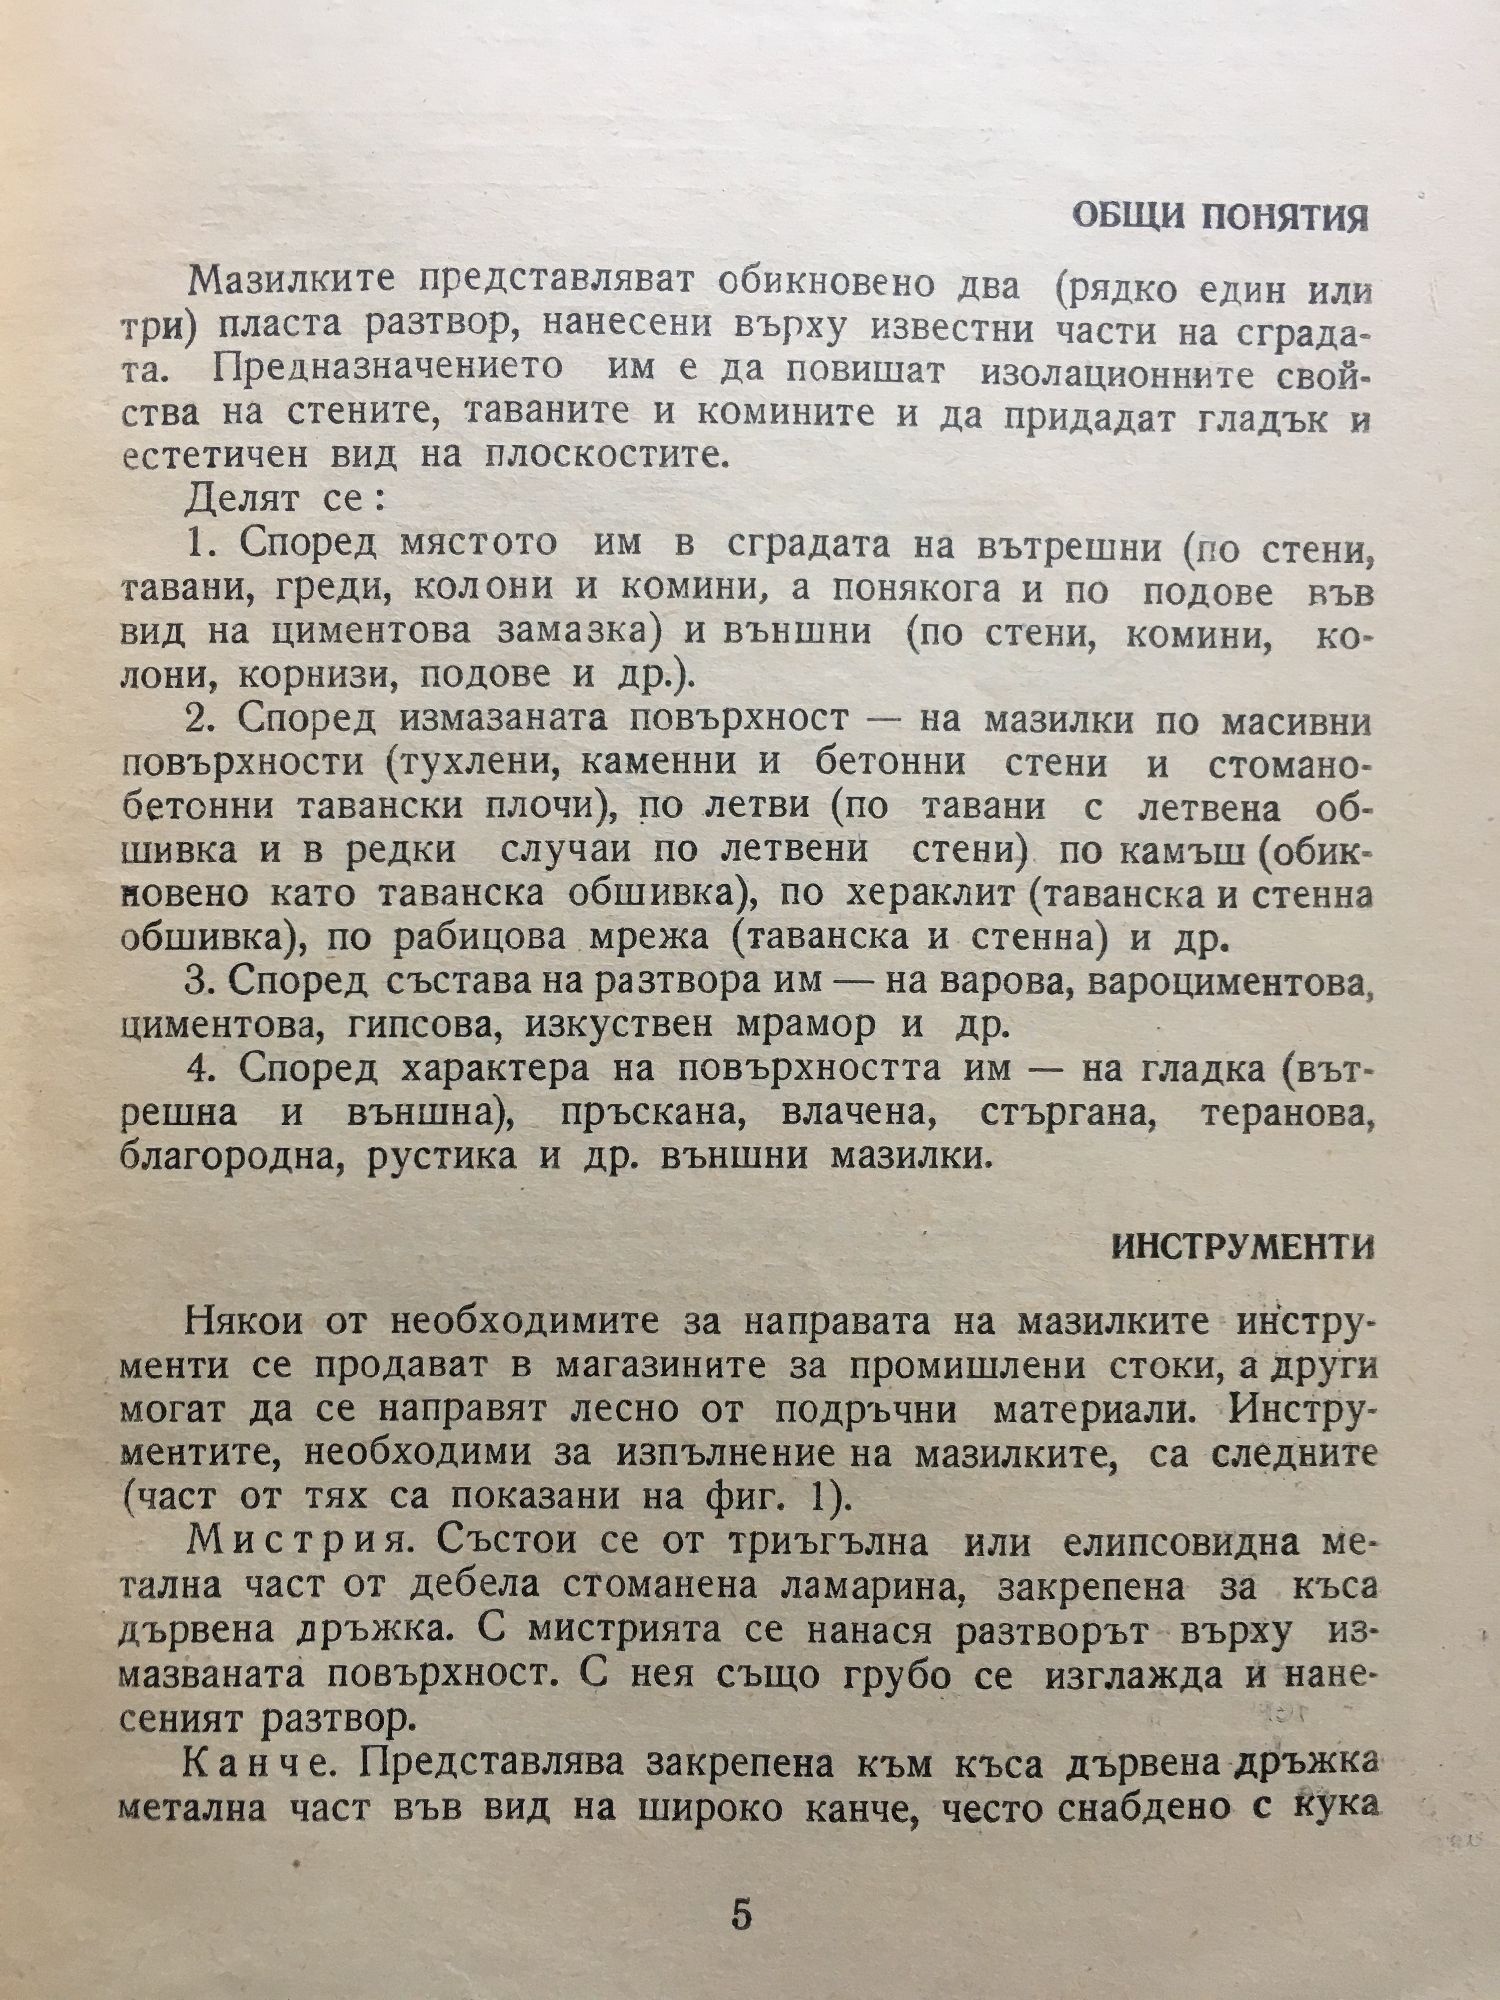 ОБЩИ ПОНЯТИЯ
Мазилките представляват обикновено два (рядко един или
три) пласта разтвор, нанесени върху известни части на сграда-
та. Предназначението им е да повишат изолационните свой-
ства на стените, таваните и комините и да придадат гладък и
естетичен вид на плоскостите.
Делят се:
1. Според мястото им в сградата на вътрешни (по стени,
тавани, греди, колони и комини, а понякога и по подове във
вид на циментова замазка) и външни (по стени, комини, ко-
лони, корнизи, подове и др.).
2. Според измазаната повърхност — на мазилки по масивни
повърхности (тухлени, каменни и бетонни стени и стомано-
бетонни тавански плочи), по летви (по тавани с летвена об-
шивка и в редки случаи по летвени стени) по камъш (обик-
новено като таванска обшивка), по хераклит (таванска и стенна
обшивка), по рабицова мрежа (таванска и стенна) и др.
3. Според състава на разтвора им — на варова, вароциментова,
циментова, гипсова, изкуствен мрамор и др.
4. Според характера на повърхността им — на гладка (вът-
решна и външна), пръскана, влачена, стъргана, теранова,
благородна, рустика и др. външни мазилки.
ИНСТРУМЕНТИ
Някои от необходимите за направата на мазилките инстру-
менти се продават в магазините за промишлени стоки, а други
могат да се направят лесно от подръчни материали. Инстру-
ментите, необходими за изпълнение на мазилките, са следните
(част от тях са показани на фиг. 1).
Мистрия. Състои се от триъгълна или елипсовидна ме-
тална част от дебела стоманена ламарина, закрепена за къса
дървена дръжка. С мистрията се нанася разтворът върху из-
мазваната повърхност. С нея също грубо се изглажда и нане-
сеният разтвор.
Канче. Представлява закрепена към къса дървена дръжка
метална част във вид на широко канче, често снабдено с кука
5